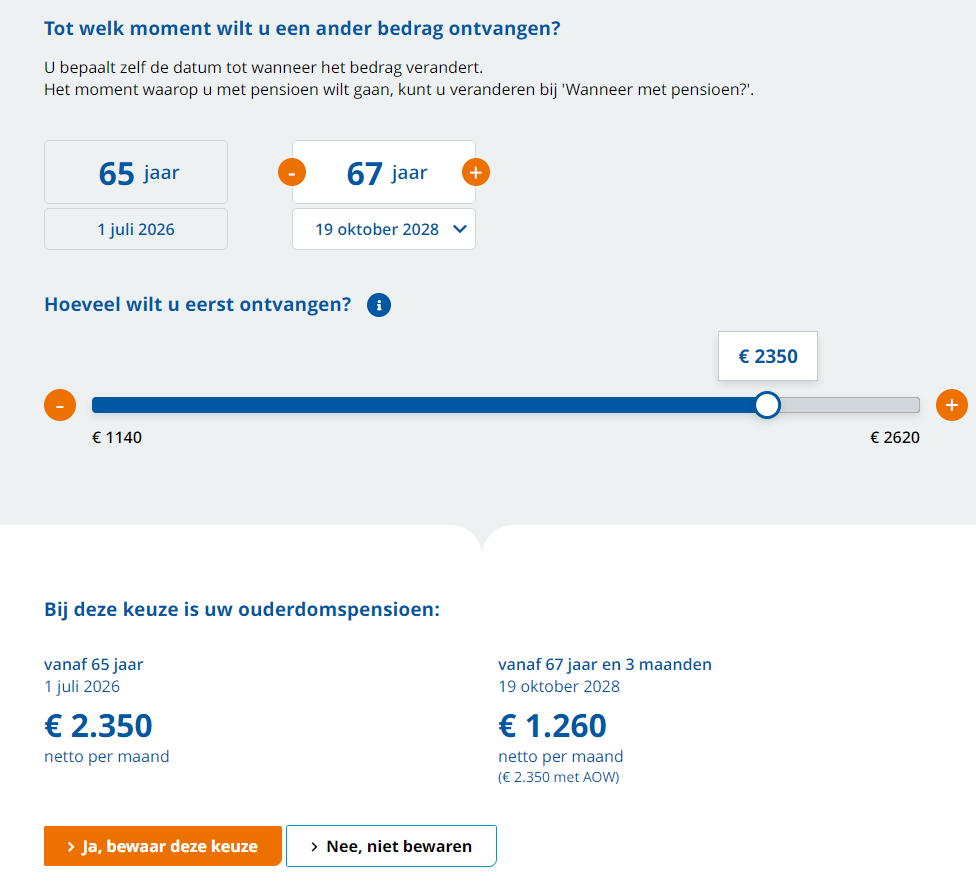 Tot welk moment wilt u een ander bedrag ontvangen?
U bepaalt zelf de datum tot wanneer het bedrag verandert.
Het moment waarop u met pensioen wilt gaan, kunt u veranderen bij 'Wanneer met pensioen?'.
65 jaar
- 67 jaar +
1 juli 2026
19 oktober 2028
Hoeveel wilt u eerst ontvangen? i
€ 2350
- +
€ 1140
€ 2620
Bij deze keuze is uw ouderdomspensioen:
vanaf 65 jaar
1 juli 2026
€ 2.350
netto per maand
vanaf 67 jaar en 3 maanden
19 oktober 2028
€ 1.260
netto per maand
(€ 2.350 met AOW)
> Ja, bewaar deze keuze
> Nee, niet bewaren